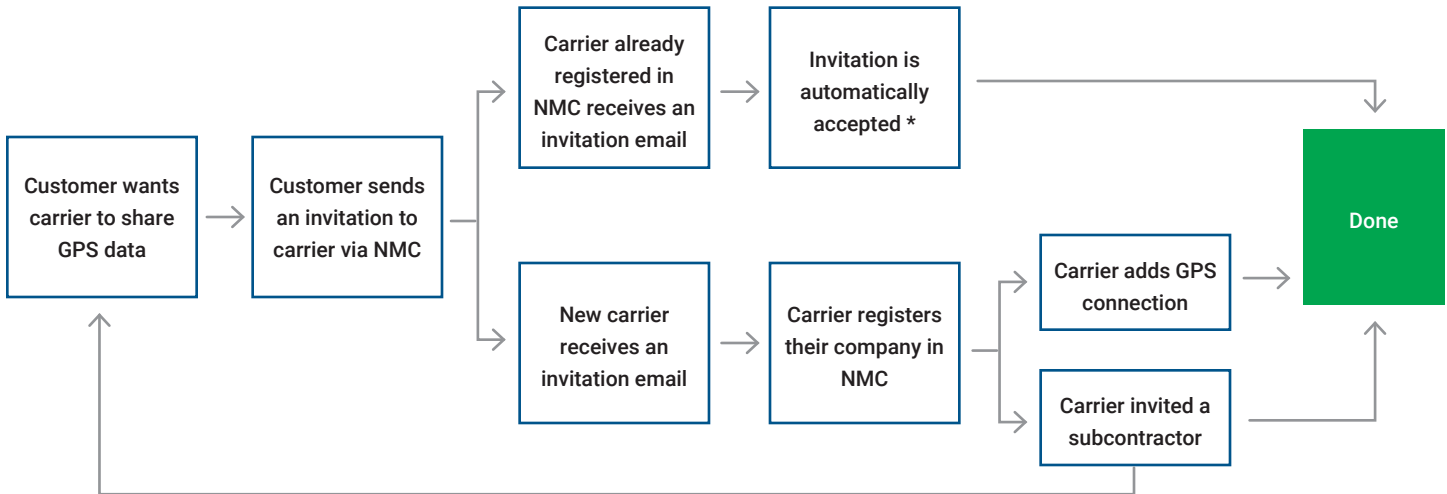 Customer wants
carrier to share
GPS data
Customer sends
an invitation to
carrier via NMC
Carrier already
registered in
NMC receives an
invitation email
Invitation is
automatically
accepted *
New carrier
receives an
invitation email
Carrier registers
their company in
NMC
Carrier adds GPS
connection
Carrier invited a
subcontractor
Done